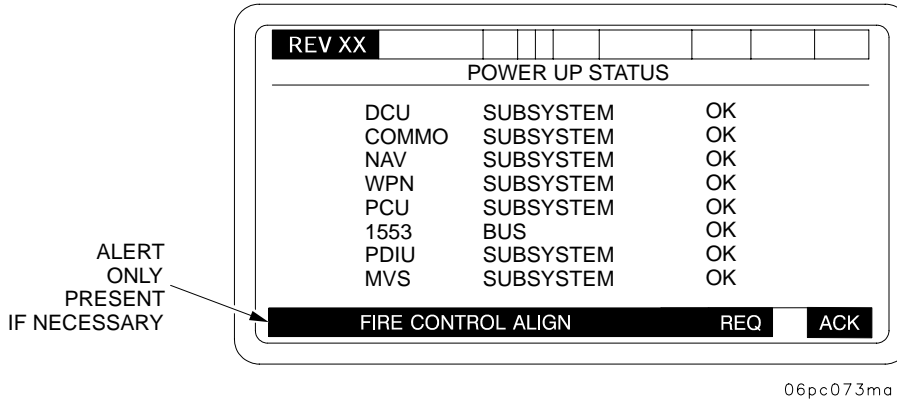 REV XX
POWER UP STATUS
DCU SUBSYSTEM OK
COMMO SUBSYSTEM OK
NAV SUBSYSTEM OK
WPN SUBSYSTEM OK
PCU SUBSYSTEM OK
1553 BUS OK
PDIU SUBSYSTEM OK
MVS SUBSYSTEM OK
ALERT
ONLY
PRESENT
IF NECESSARY
FIRE CONTROL ALIGN REQ ACK
06pc073ma